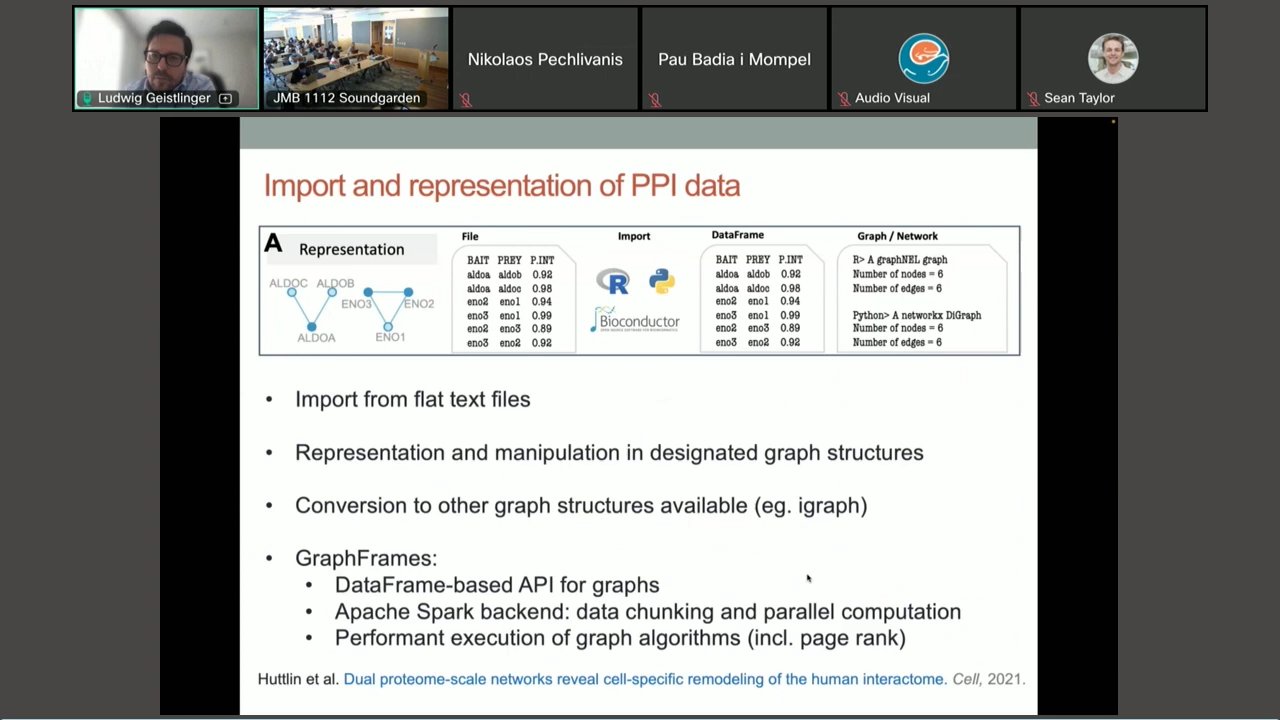 Ludwig Geistlinger
JMB 1112 Soundgarden
Nikolaos Pechlivanis
Pau Badia i Mompel
Audio Visual
Sean Taylor
Import and representation of PPI data
A Representation
ALDOC ALDOB
ENO3 ENO2
ALDOA ENO1
File
BAIT PREY P.INT
aldoa aldob 0.92
aldoa aldoc 0.98
eno2 eno1 0.94
eno3 eno1 0.99
eno2 eno3 0.89
eno3 eno2 0.92
Import
R
Bioconductor
DataFrame
BAIT PREY P.INT
aldoa aldob 0.92
aldoa aldoc 0.98
eno2 eno1 0.94
eno3 eno1 0.99
eno2 eno3 0.89
eno3 eno2 0.92
Graph / Network
R> A graphNEL graph
Number of nodes = 6
Number of edges = 6
Python> A networkx DiGraph
Number of nodes = 6
Number of edges = 6
• Import from flat text files
• Representation and manipulation in designated graph structures
• Conversion to other graph structures available (eg. igraph)
• GraphFrames:
• DataFrame-based API for graphs
• Apache Spark backend: data chunking and parallel computation
• Performant execution of graph algorithms (incl. page rank)
Huttlin et al. Dual proteome-scale networks reveal cell-specific remodeling of the human interactome. Cell, 2021.